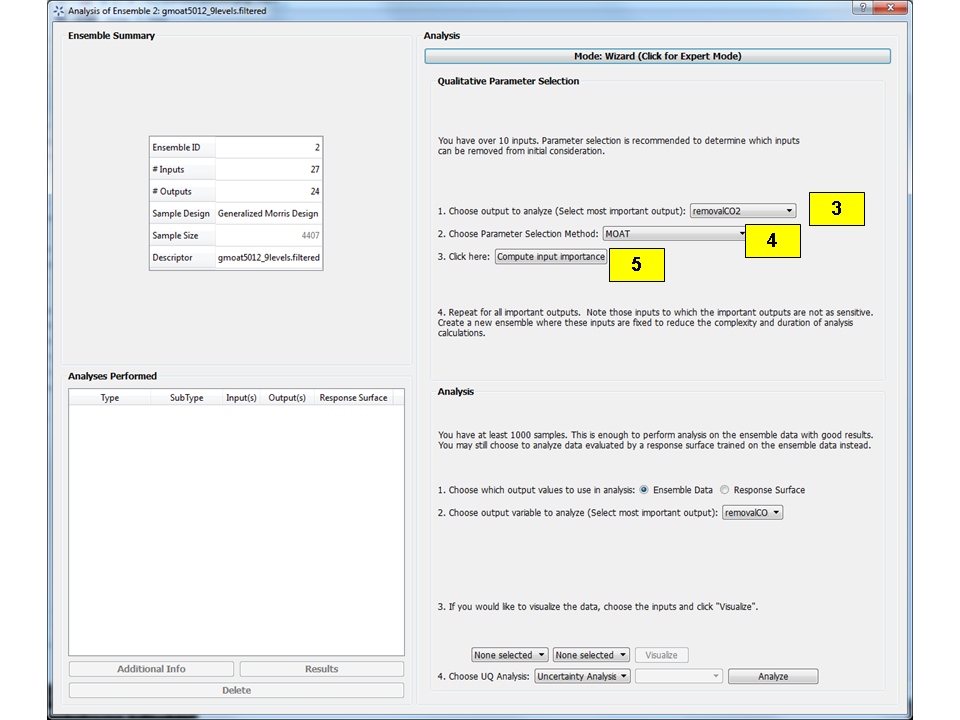 Analysis of Ensemble 2: gmoat5012_9levels.filtered
?
x
Ensemble Summary
Ensemble ID 2
# Inputs 27
# Outputs 24
Sample Design Generalized Morris Design
Sample Size 4407
Descriptor gmoat5012_9levels.filtered
Analyses Performed
Type SubType Input(s) Output(s) Response Surface
Additional Info Results
Delete
Analysis
Mode: Wizard (Click for Expert Mode)
Qualitative Parameter Selection
You have over 10 inputs. Parameter selection is recommended to determine which inputs
can be removed from initial consideration.
1. Choose output to analyze (Select most important output): removalCO2
3
2. Choose Parameter Selection Method: MOAT
4
3. Click here: Compute input importance
5
4. Repeat for all important outputs. Note those inputs to which the important outputs are not as sensitive.
Create a new ensemble where these inputs are fixed to reduce the complexity and duration of analysis
calculations.
Analysis
You have at least 1000 samples. This is enough to perform analysis on the ensemble data with good results.
You may still choose to analyze data evaluated by a response surface trained on the ensemble data instead.
1. Choose which output values to use in analysis: Ensemble Data Response Surface
2. Choose output variable to analyze (Select most important output): removalCO
3. If you would like to visualize the data, choose the inputs and click "Visualize".
None selected None selected Visualize
4. Choose UQ Analysis: Uncertainty Analysis Analyze